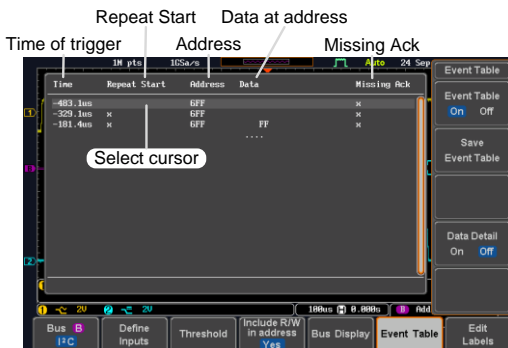 Repeat Start Data at address
Time of trigger Address Missing Ack
1M pts 1GSa/s Auto 24 Sep
Event Table
Time Repeat Start Address Data Missing Ack
Event Table
On Off
-483.1us 6FF x
-329.1us x 6FF x
-181.4us x 6FF FF x
....
Save
Event Table
Select cursor
Data Detail
On Off
1 2V 2 2V 100us 0.000s B Add
Bus B
I²C
Define
Inputs
Threshold
Include R/W
in address
Yes
Bus Display
Event Table
Edit
Labels